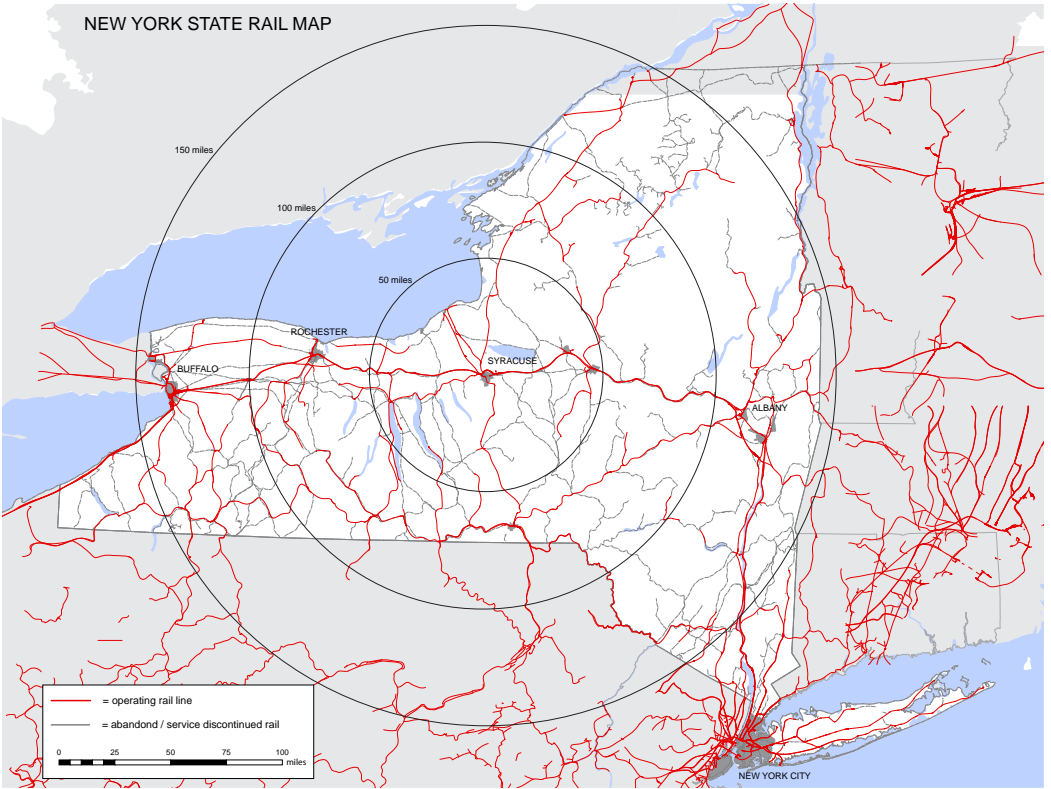 NEW YORK STATE RAIL MAP
150 miles
100 miles
50 miles
ROCHESTER
SYRACUSE
BUFFALO
ALBANY
= operating rail line
= abandond / service discontinued rail
0 25 50 75 100
miles
NEW YORK CITY